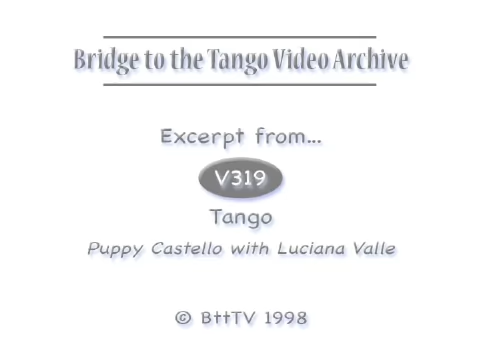 Bridge to the Tango Video Archive
Excerpt from...
V319
Tango
Puppy Castello with Luciana Valle
© BttTV 1998